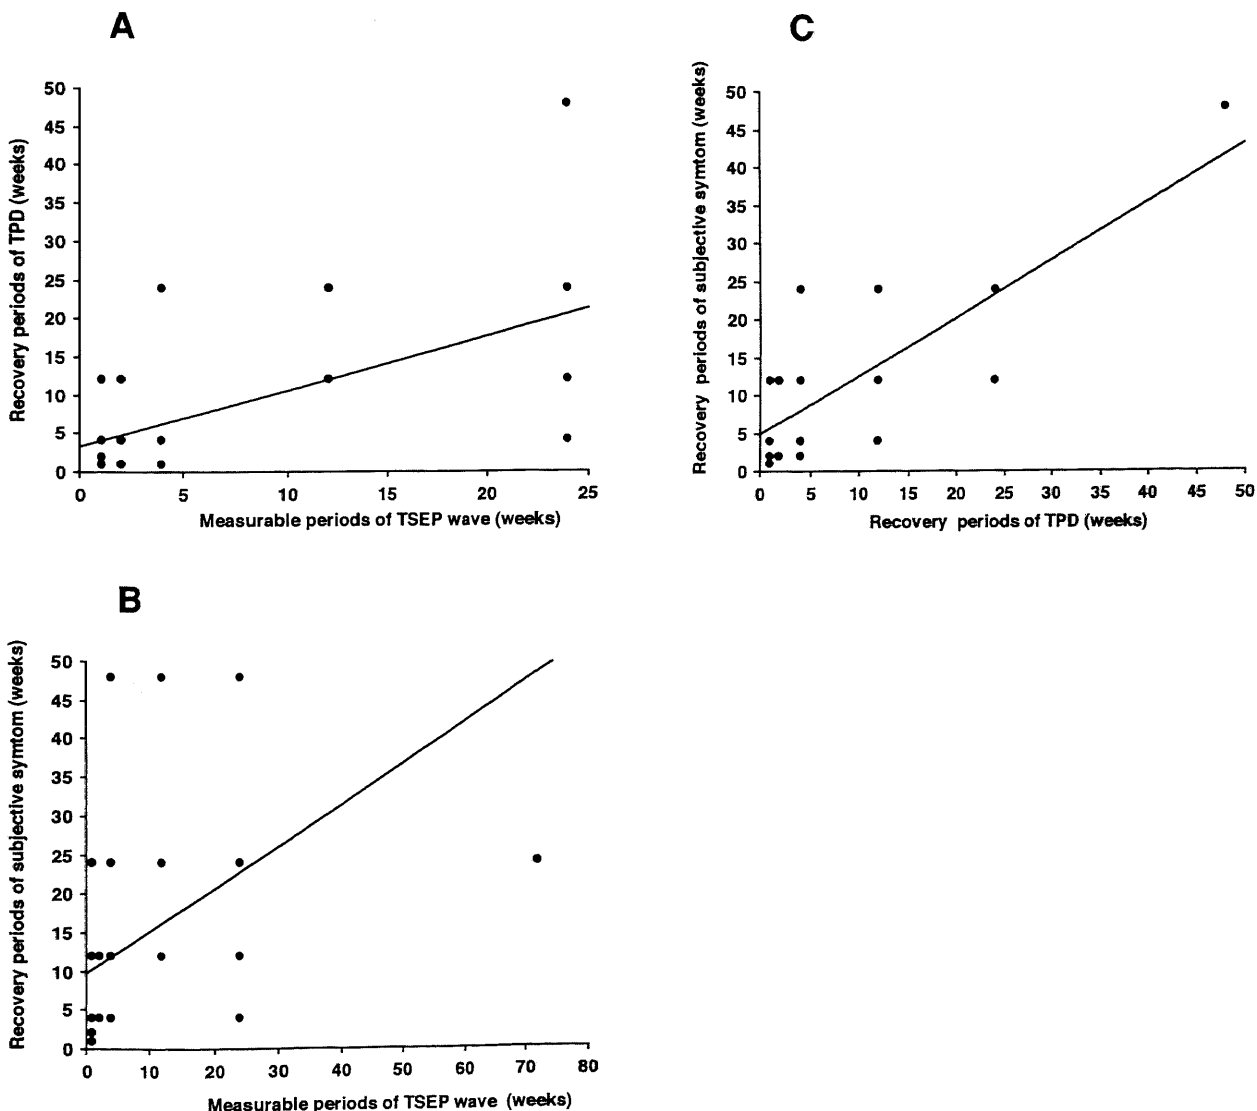 A
50
45
40
35
30
25
20
15
10
5
0
Recovery periods of TPD (weeks)
0 5 10 15 20 25
Measurable periods of TSEP wave (weeks)
C
50
45
40
35
30
25
20
15
10
5
0
Recovery periods of subjective symtom (weeks)
0 5 10 15 20 25 30 35 40 45 50
Recovery periods of TPD (weeks)
B
50
45
40
35
30
25
20
15
10
5
0
Recovery periods of subjective symtom (weeks)
0 10 20 30 40 50 60 70 80
Measurable periods of TSEP wave (weeks)